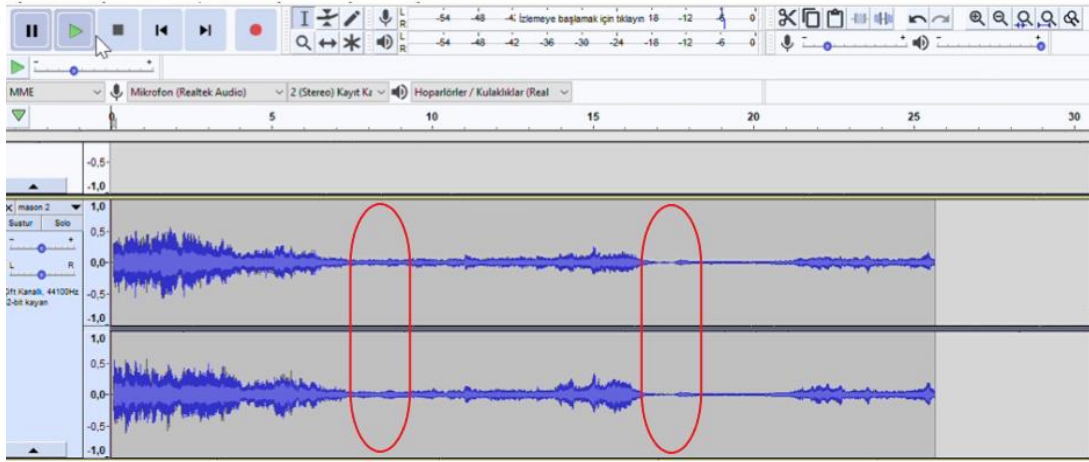 L R -54 -48 -4: İzlemeye başlamak için tıklayın 18 -12 -6 0
L R -54 -48 -42 -36 -30 -24 -18 -12 -6 0
- +
- +
- +
MME Mikrofon (Realtek Audio) 2 (Stereo) Kayıt Ka Hoparlörler / Kulaklıklar (Real
0 5 10 15 20 25 30
-0,5
-1,0
X mason 2 1,0
Sustur Solo 0,5
- +
0,0
L R
Kanallı, 44100Hz -0,5
2-bit kayan
-1,0
1,0
0,5
0,0
-0,5
-1,0